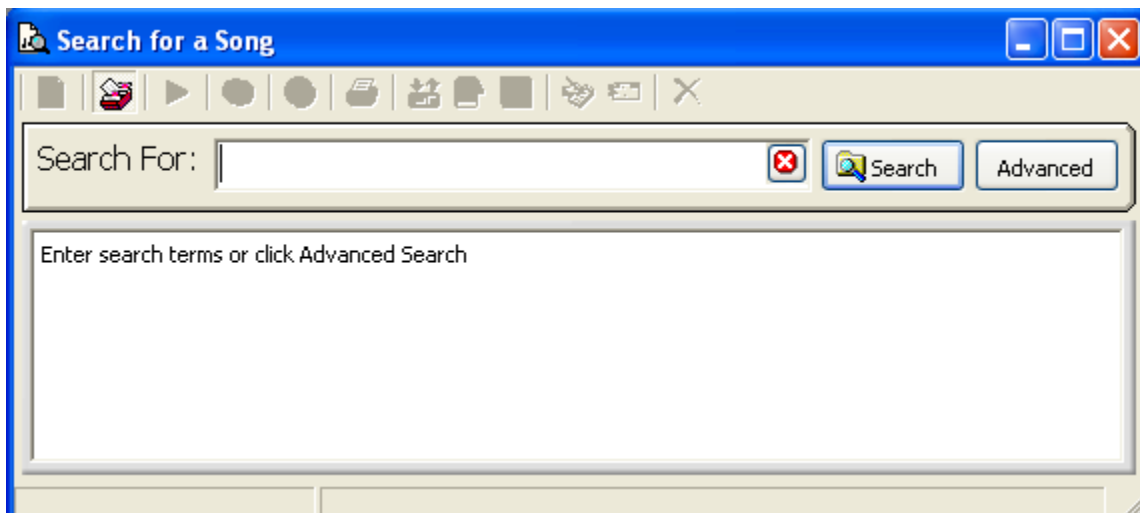 Search for a Song
Search For:
Search
Advanced
Enter search terms or click Advanced Search